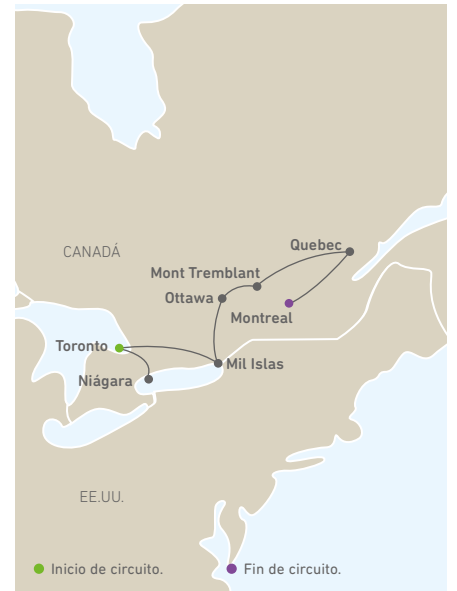 Quebec
CANADÁ
Mont Tremblant
Ottawa
Montreal
Toronto
Mil Islas
Niágara
EE.UU.
Inicio de circuito.
Fin de circuito.